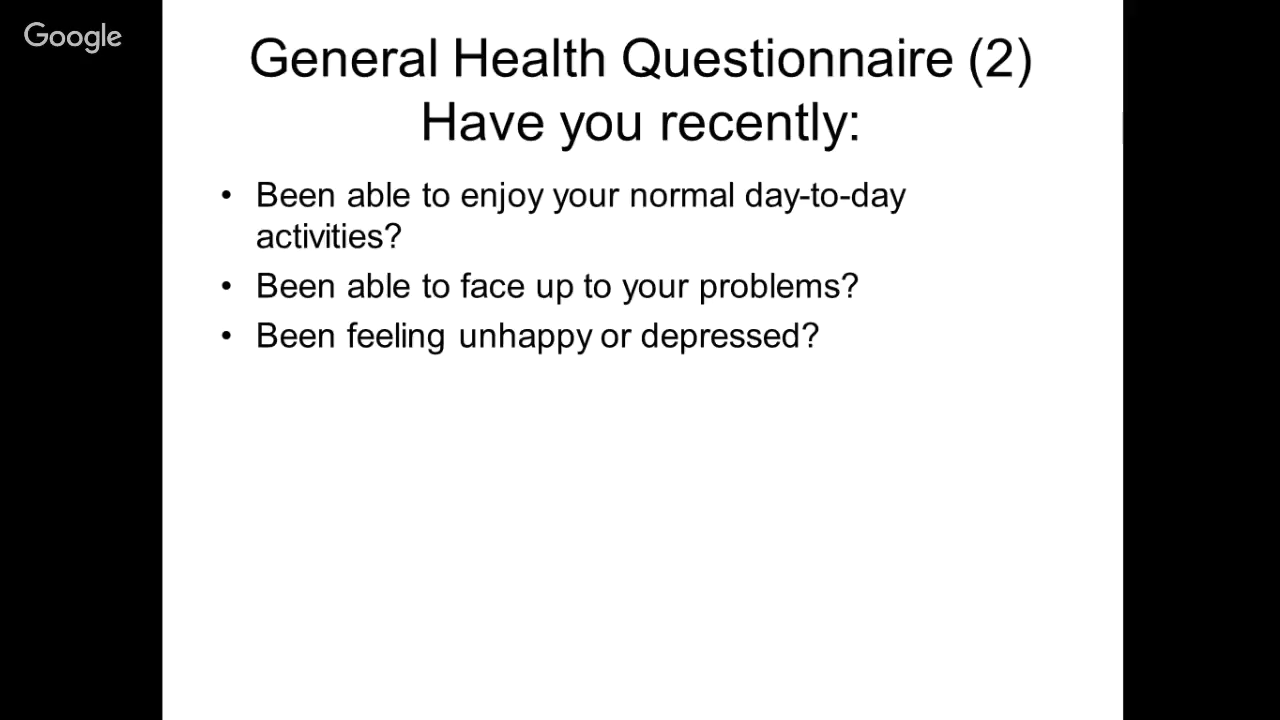 Google
General Health Questionnaire (2)
Have you recently:
• Been able to enjoy your normal day-to-day
activities?
• Been able to face up to your problems?
• Been feeling unhappy or depressed?